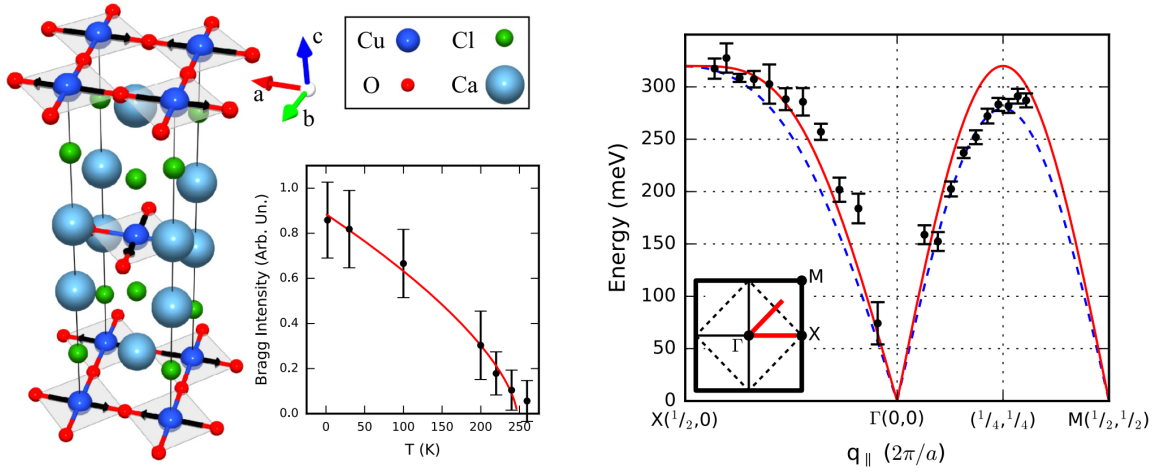 c
a
b
Cu
Cl
O
Ca
Bragg Intensity (Arb. Un.)
1.0
0.8
0.6
0.4
0.2
0.0
0 50 100 150 200 250
T (K)
Energy (meV)
300
250
200
150
100
50
0
M
X
Γ
X(1/2,0)
Γ(0,0)
(1/4,1/4)
M(1/2,1/2)
q∥ (2π/a)